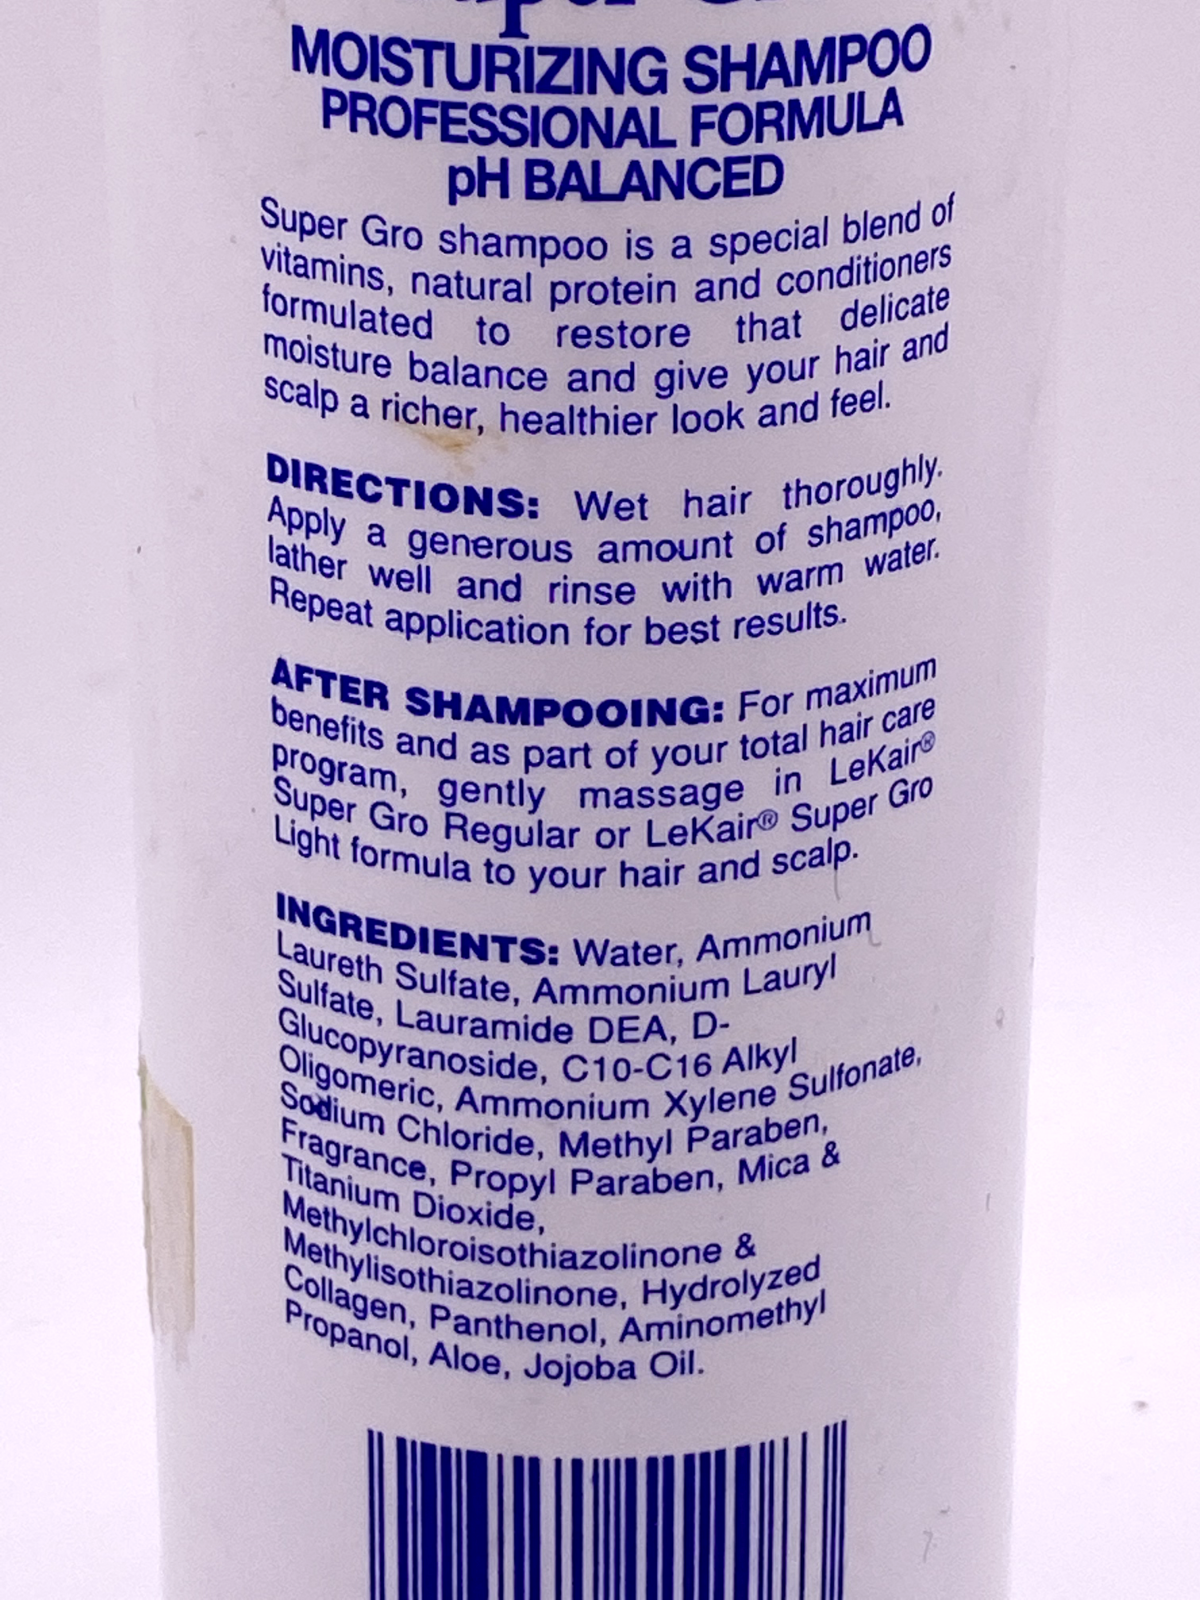 MOISTURIZING SHAMPOO
PROFESSIONAL FORMULA
pH BALANCED
Super Gro shampoo is a special blend of
vitamins, natural protein and conditioners
formulated to restore that delicate
moisture balance and give your hair and
scalp a richer, healthier look and feel.
DIRECTIONS: Wet hair thoroughly.
Apply a generous amount of shampoo,
lather well and rinse with warm water.
Repeat application for best results.
AFTER SHAMPOOING: For maximum
benefits and as part of your total hair care
program, gently massage in LeKair®
Super Gro Regular or LeKair® Super Gro
Light formula to your hair and scalp.
INGREDIENTS: Water, Ammonium
Laureth Sulfate, Ammonium Lauryl
Sulfate, Lauramide DEA, D-
Glucopyranoside, C10-C16 Alkyl
Oligomeric, Ammonium Xylene Sulfonate,
Sodium Chloride, Methyl Paraben,
Fragrance, Propyl Paraben, Mica &
Titanium Dioxide,
Methylchloroisothiazolinone &
Methylisothiazolinone, Hydrolyzed
Collagen, Panthenol, Aminomethyl
Propanol, Aloe, Jojoba Oil.